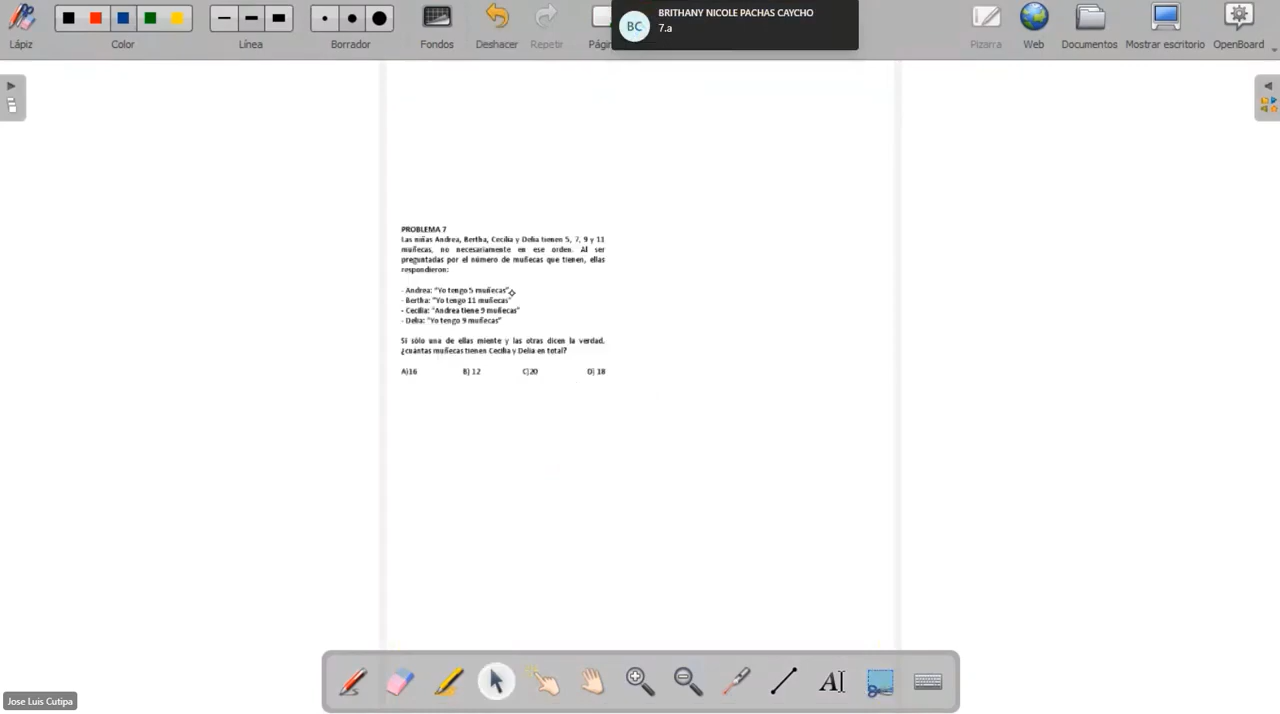 BRITHANY NICOLE PACHAS CAYCHO
BC
7.a
Lápiz
Color
Línea
Borrador
Fondos
Deshacer
Repetir
Pági
Pizarra
Web
Documentos
Mostrar escritorio
OpenBoard
PROBLEMA 7
Las niñas Andrea, Bertha, Cecilia y Delia tienen 5, 7, 9 y 11
muñecas, no necesariamente en ese orden. Al ser
preguntadas por el número de muñecas que tienen, ellas
respondieron:
- Andrea: "Yo tengo 5 muñecas"
- Bertha: "Yo tengo 11 muñecas"
- Cecilia: "Andrea tiene 9 muñecas"
- Delia: "Yo tengo 9 muñecas"
Si sólo una de ellas miente y las otras dicen la verdad,
¿cuántas muñecas tienen Cecilia y Delia en total?
A)16 B) 12 C)20 D) 18
AI
Jose Luis Cutipa